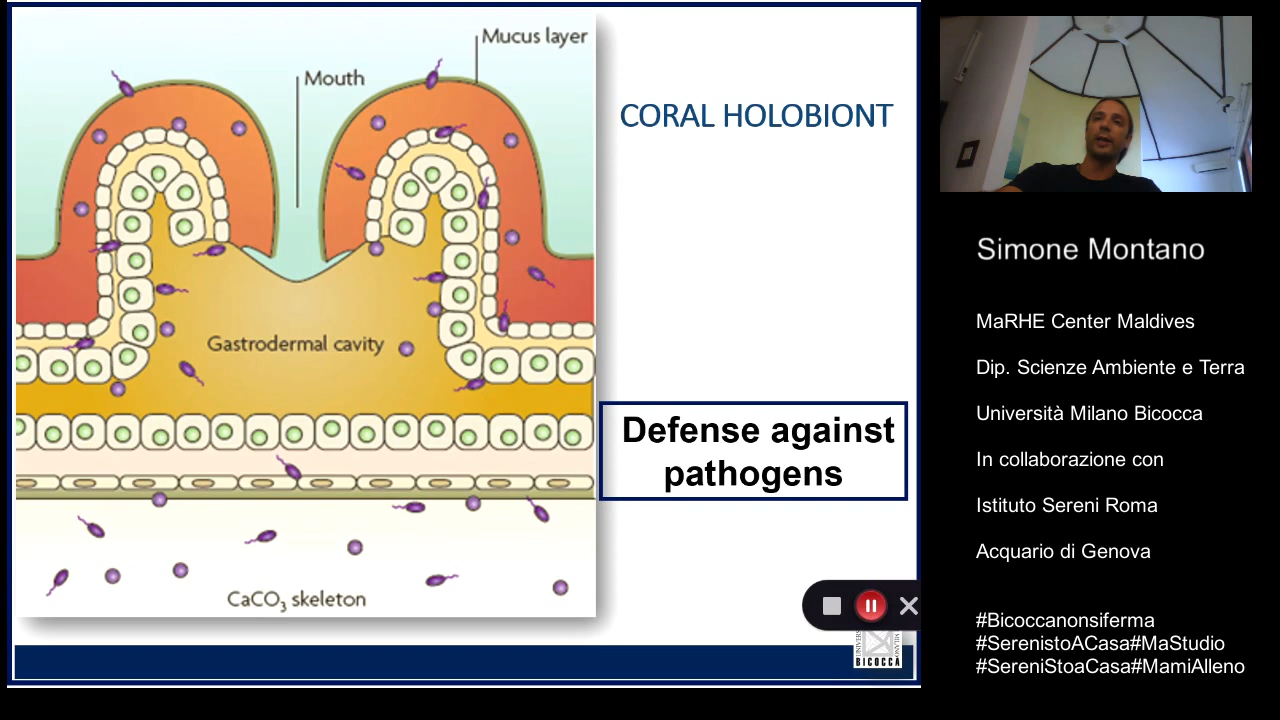 Mucus layer
Mouth
CORAL HOLOBIONT
Gastrodermal cavity
Defense against
pathogens
CaCO₃ skeleton
BICOCCA
Simone Montano
MaRHE Center Maldives
Dip. Scienze Ambiente e Terra
Università Milano Bicocca
In collaborazione con
Istituto Sereni Roma
Acquario di Genova
#Bicoccanonsiferma
#SerenistoACasa#MaStudio
#SereniStoaCasa#MamiAlleno